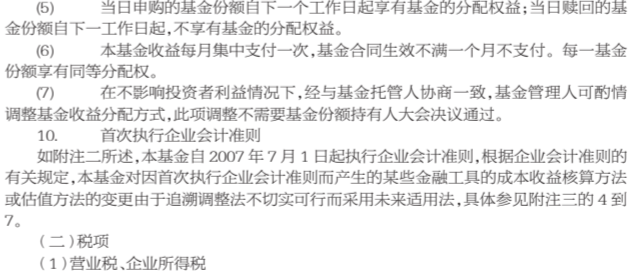 (5) 当日申购的基金份额自下一个工作日起享有基金的分配权益;当日赎回的基
金份额自下一工作日起,不享有基金的分配权益。
(6) 本基金收益每月集中支付一次,基金合同生效不满一个月不支付。每一基金
份额享有同等分配权。
(7) 在不影响投资者利益情况下,经与基金托管人协商一致,基金管理人可酌情
调整基金收益分配方式,此项调整不需要基金份额持有人大会决议通过。
10. 首次执行企业会计准则
如附注二所述,本基金自 2007 年 7 月 1 日起执行企业会计准则,根据企业会计准则的
有关规定,本基金对因首次执行企业会计准则而产生的某些金融工具的成本收益核算方法
或估值方法的变更由于追溯调整法不切实可行而采用未来适用法,具体参见附注三的 4 到
7。
(二)税项
(1)营业税、企业所得税